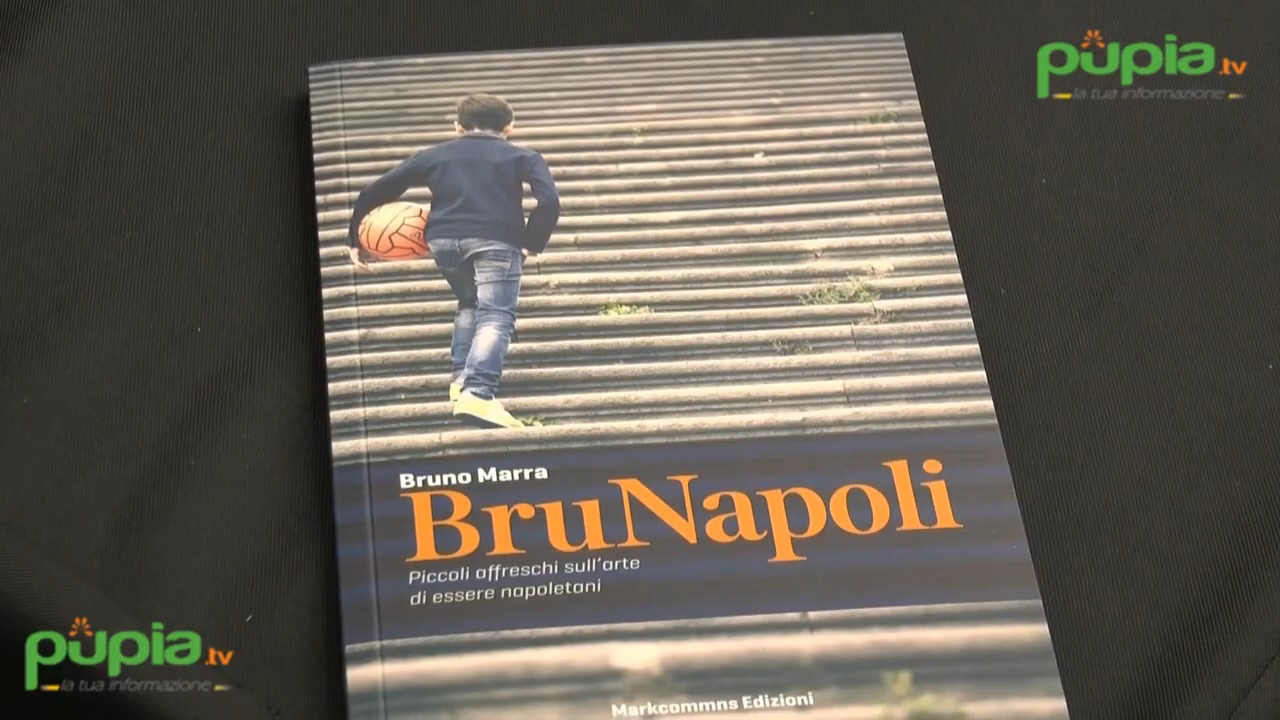 pupia.tv
la tua informazione
Bruno Marra
BruNapoli
Piccoli affreschi sull'arte
di essere napoletani
Markcommns Edizioni
pupia.tv
la tua informazione